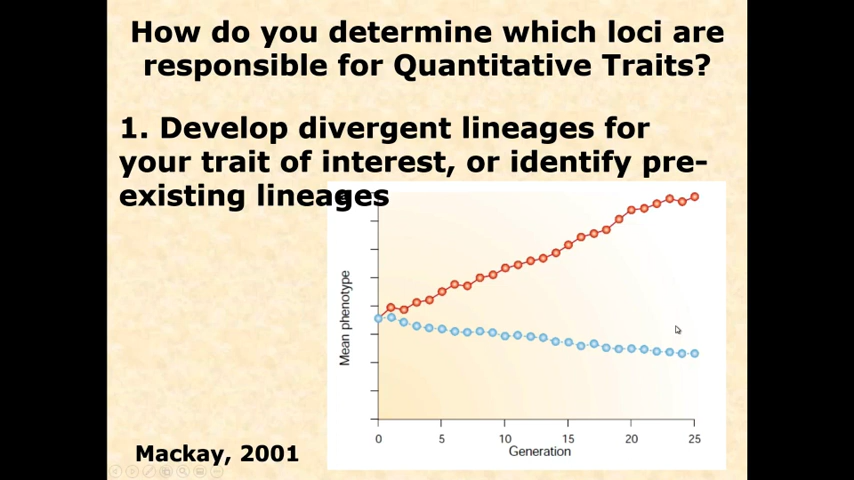 How do you determine which loci are
responsible for Quantitative Traits?
1. Develop divergent lineages for
your trait of interest, or identify pre-
existing lineages
Mean phenotype
0 5 10 15 20 25
Generation
Mackay, 2001